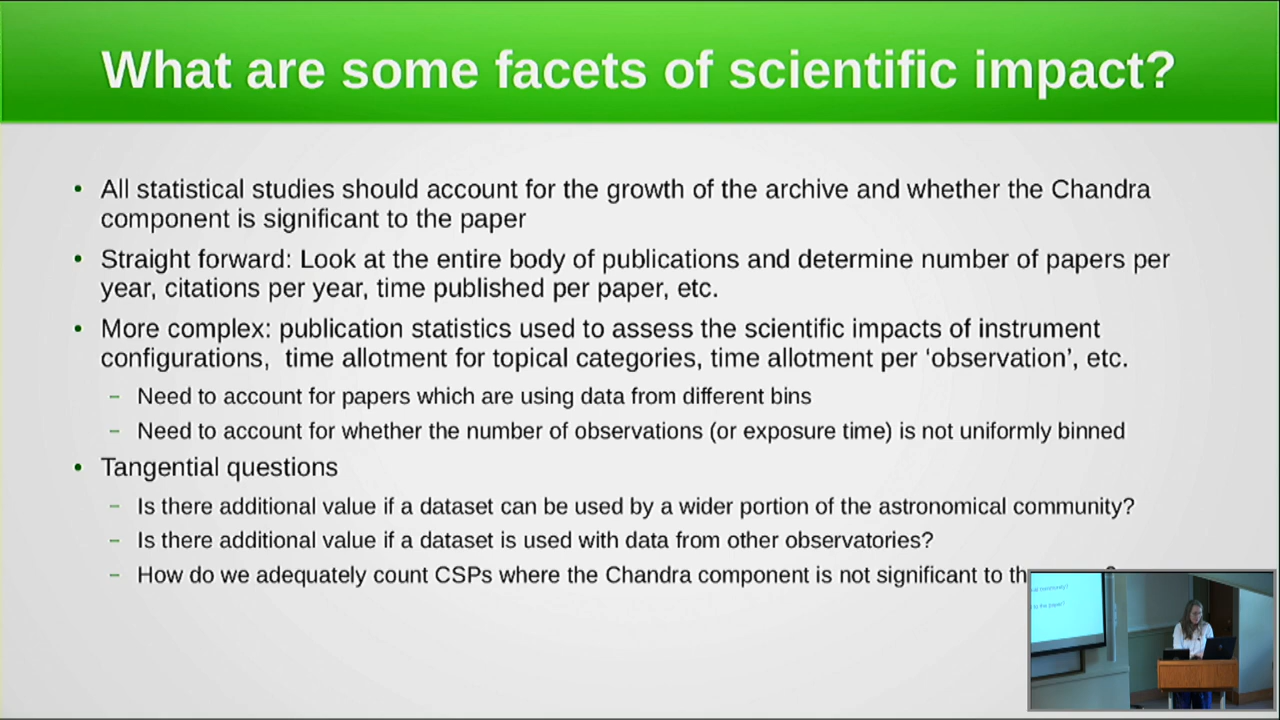 What are some facets of scientific impact?
• All statistical studies should account for the growth of the archive and whether the Chandra
component is significant to the paper
• Straight forward: Look at the entire body of publications and determine number of papers per
year, citations per year, time published per paper, etc.
• More complex: publication statistics used to assess the scientific impacts of instrument
configurations,  time allotment for topical categories, time allotment per ‘observation’, etc.
– Need to account for papers which are using data from different bins
– Need to account for whether the number of observations (or exposure time) is not uniformly binned
• Tangential questions
– Is there additional value if a dataset can be used by a wider portion of the astronomical community?
– Is there additional value if a dataset is used with data from other observatories?
– How do we adequately count CSPs where the Chandra component is not significant to